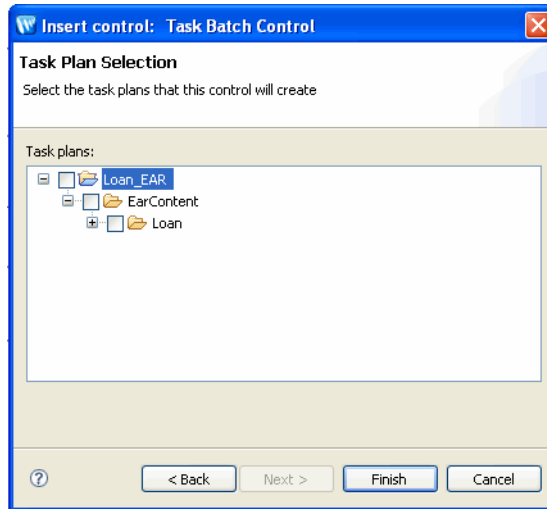 Insert control: Task Batch Control
Task Plan Selection
Select the task plans that this control will create
Task plans:
Loan_EAR
EarContent
Loan
? < Back Next > Finish Cancel